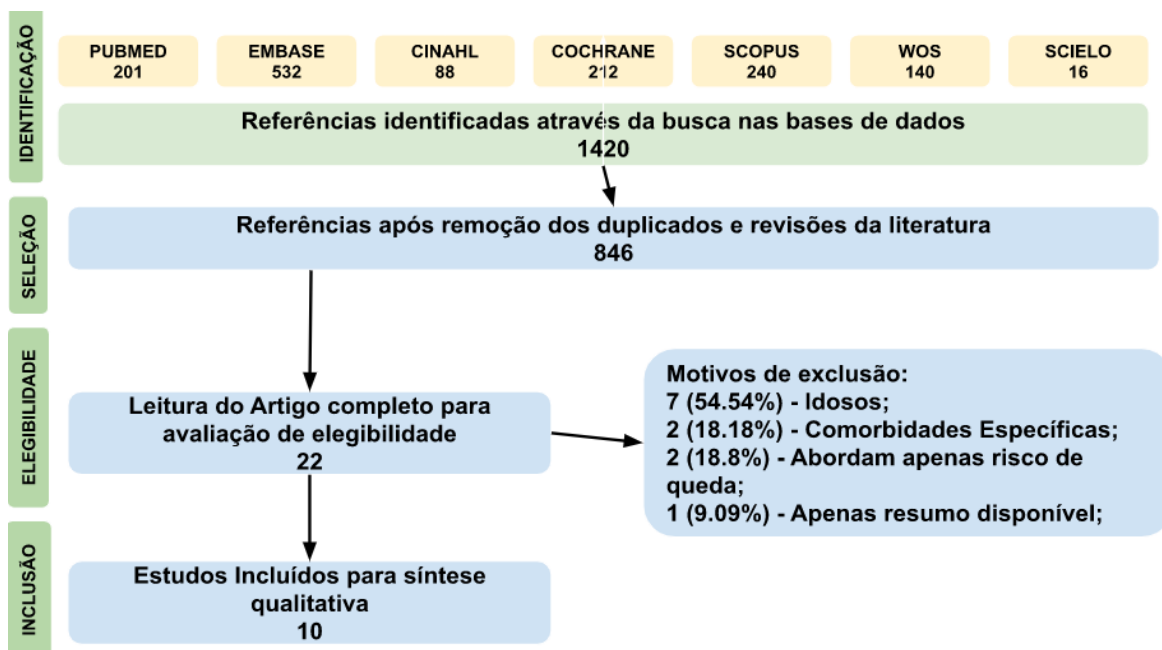 IDENTIFICAÇÃO
PUBMED
201
EMBASE
532
CINAHL
88
COCHRANE
212
SCOPUS
240
WOS
140
SCIELO
16
Referências identificadas através da busca nas bases de dados
1420
SELEÇÃO
Referências após remoção dos duplicados e revisões da literatura
846
ELEGIBILIDADE
Leitura do Artigo completo para
avaliação de elegibilidade
22
Motivos de exclusão:
7 (54.54%) - Idosos;
2 (18.18%) - Comorbidades Específicas;
2 (18.8%) - Abordam apenas risco de
queda;
1 (9.09%) - Apenas resumo disponível;
INCLUSÃO
Estudos Incluídos para síntese
qualitativa
10